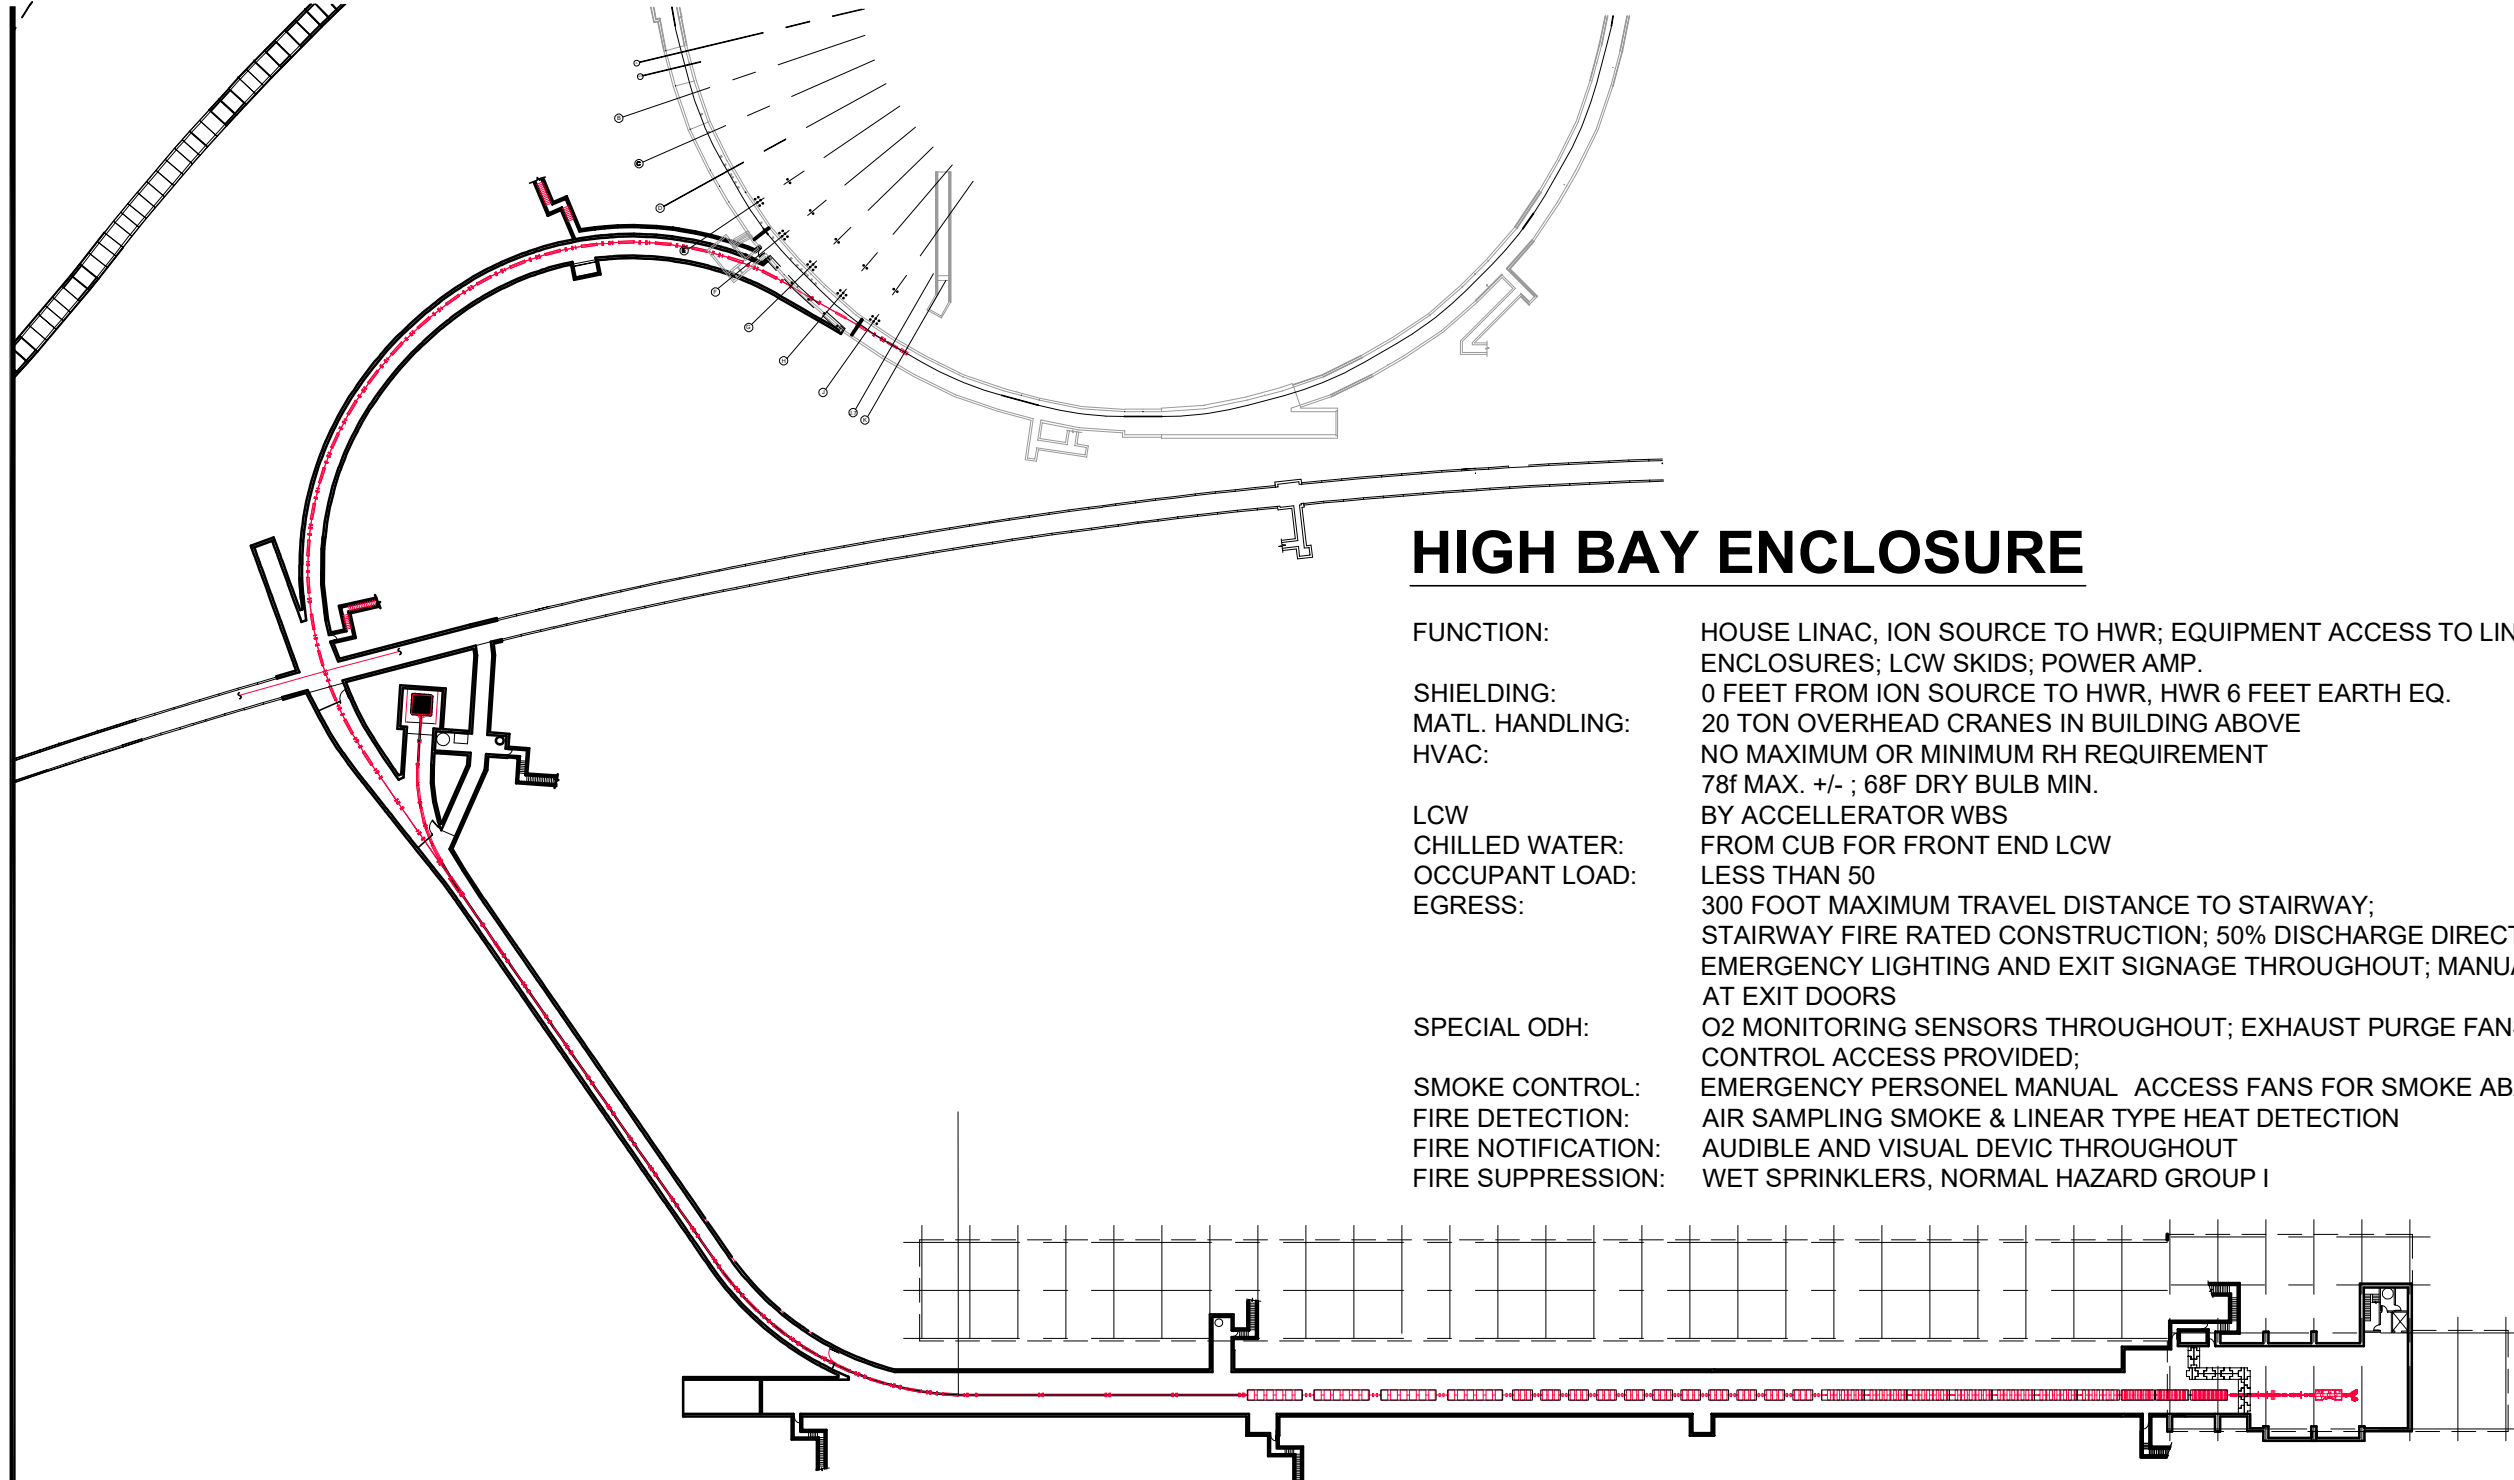 HIGH BAY ENCLOSURE
FUNCTION: HOUSE LINAC, ION SOURCE TO HWR; EQUIPMENT ACCESS TO LIN
ENCLOSURES; LCW SKIDS; POWER AMP.
SHIELDING: 0 FEET FROM ION SOURCE TO HWR, HWR 6 FEET EARTH EQ.
MATL. HANDLING: 20 TON OVERHEAD CRANES IN BUILDING ABOVE
HVAC: NO MAXIMUM OR MINIMUM RH REQUIREMENT
78f MAX. +/- ; 68F DRY BULB MIN.
LCW BY ACCELLERATOR WBS
CHILLED WATER: FROM CUB FOR FRONT END LCW
OCCUPANT LOAD: LESS THAN 50
EGRESS: 300 FOOT MAXIMUM TRAVEL DISTANCE TO STAIRWAY;
STAIRWAY FIRE RATED CONSTRUCTION; 50% DISCHARGE DIRECT
EMERGENCY LIGHTING AND EXIT SIGNAGE THROUGHOUT; MANUA
AT EXIT DOORS
SPECIAL ODH: O2 MONITORING SENSORS THROUGHOUT; EXHAUST PURGE FAN
CONTROL ACCESS PROVIDED;
SMOKE CONTROL: EMERGENCY PERSONEL MANUAL ACCESS FANS FOR SMOKE AB
FIRE DETECTION: AIR SAMPLING SMOKE & LINEAR TYPE HEAT DETECTION
FIRE NOTIFICATION: AUDIBLE AND VISUAL DEVIC THROUGHOUT
FIRE SUPPRESSION: WET SPRINKLERS, NORMAL HAZARD GROUP I